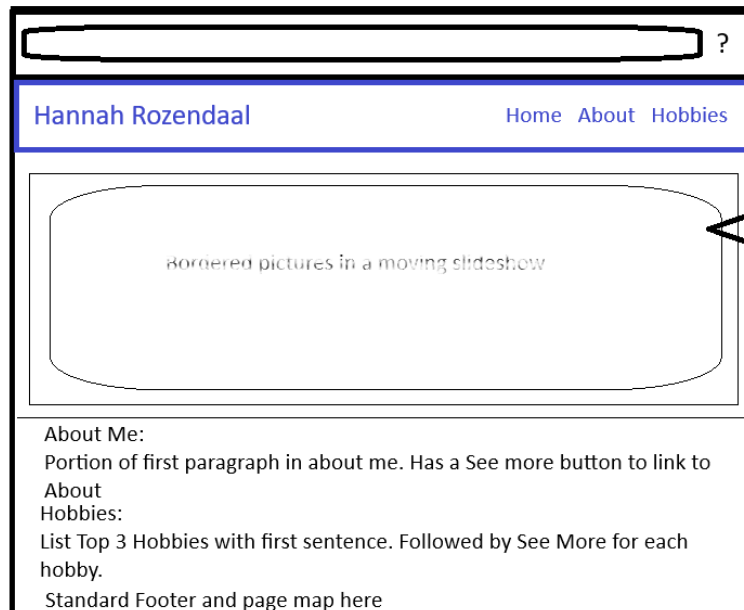 ?
Hannah Rozendaal Home About Hobbies
Bordered pictures in a moving slideshow
About Me:
Portion of first paragraph in about me. Has a See more button to link to
About
Hobbies:
List Top 3 Hobbies with first sentence. Followed by See More for each
hobby.
Standard Footer and page map here